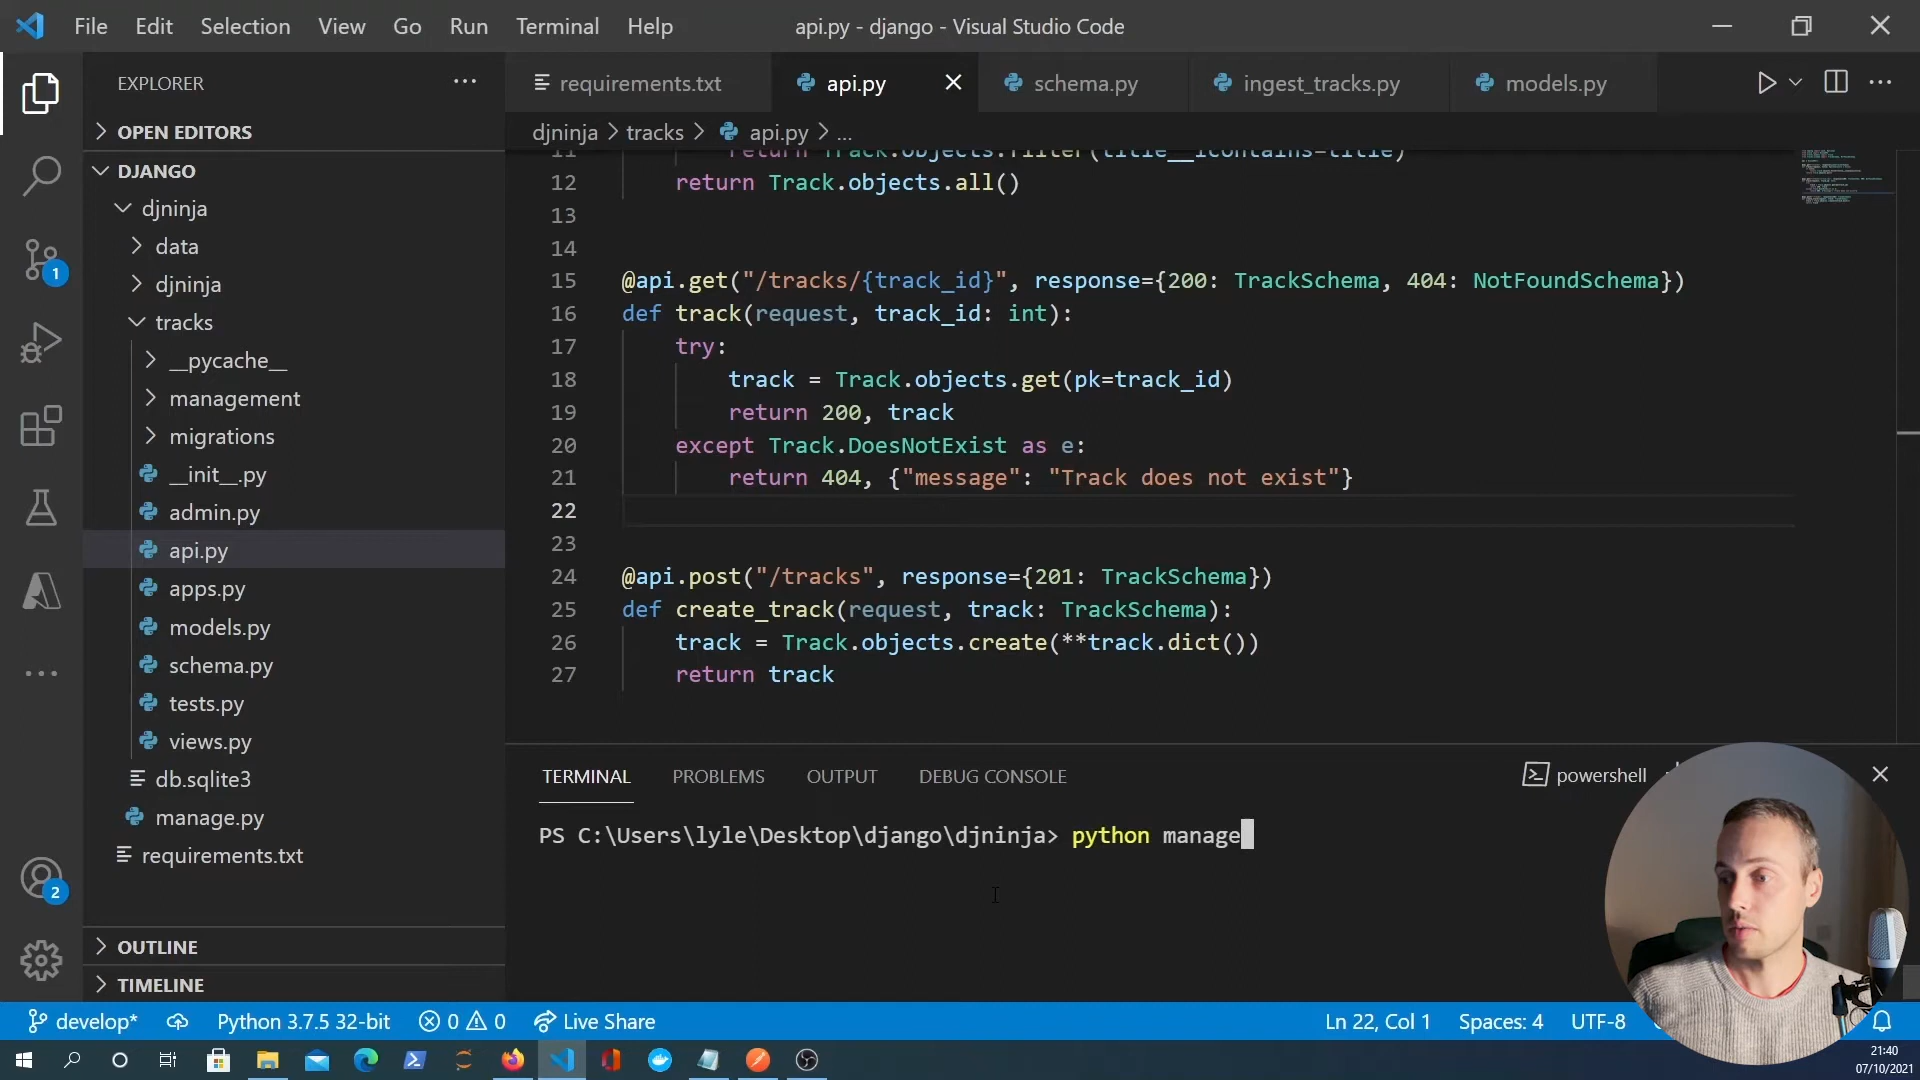 File Edit Selection View Go Run Terminal Help
api.py - django - Visual Studio Code
EXPLORER
OPEN EDITORS
DJANGO
djninja
data
djninja
tracks
__pycache__
management
migrations
__init__.py
admin.py
api.py
apps.py
models.py
schema.py
tests.py
views.py
db.sqlite3
manage.py
requirements.txt
OUTLINE
TIMELINE
1
2
requirements.txt api.py schema.py ingest_tracks.py models.py
djninja > tracks > api.py > ...
11 return Track.objects.filter(title__icontains=title)
12 return Track.objects.all()
13
14
15 @api.get("/tracks/{track_id}", response={200: TrackSchema, 404: NotFoundSchema})
16 def track(request, track_id: int):
17 try:
18 track = Track.objects.get(pk=track_id)
19 return 200, track
20 except Track.DoesNotExist as e:
21 return 404, {"message": "Track does not exist"}
22
23
24 @api.post("/tracks", response={201: TrackSchema})
25 def create_track(request, track: TrackSchema):
26 track = Track.objects.create(**track.dict())
27 return track
TERMINAL PROBLEMS OUTPUT DEBUG CONSOLE
powershell
PS C:\Users\lyle\Desktop\django\djninja> python manage
develop* Python 3.7.5 32-bit 0 0 Live Share
Ln 22, Col 1 Spaces: 4 UTF-8
21:40
07/10/2021